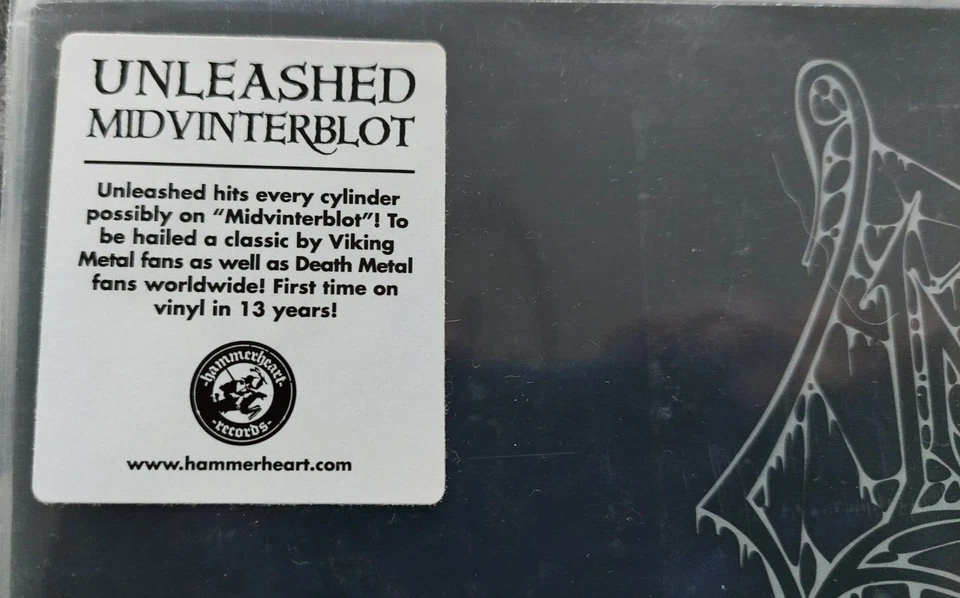 UNLEASHED
MIDVINTERBLOT
Unleashed hits every cylinder
possibly on “Midvinterblot”! To
be hailed a classic by Viking
Metal fans as well as Death Metal
fans worldwide! First time on
vinyl in 13 years!
hammerheart
-records-
www.hammerheart.com